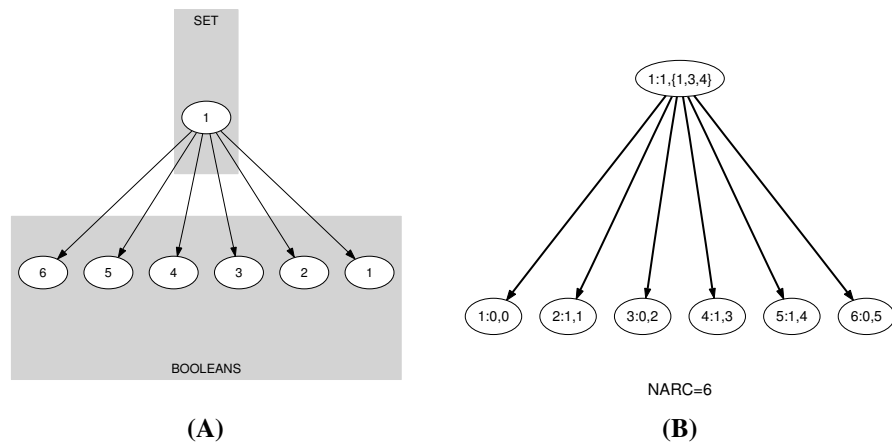 SET
1
6 5 4 3 2 1
BOOLEANS
(A)
1:1,{1,3,4}
1:0,0 2:1,1 3:0,2 4:1,3 5:1,4 6:0,5
NARC=6
(B)